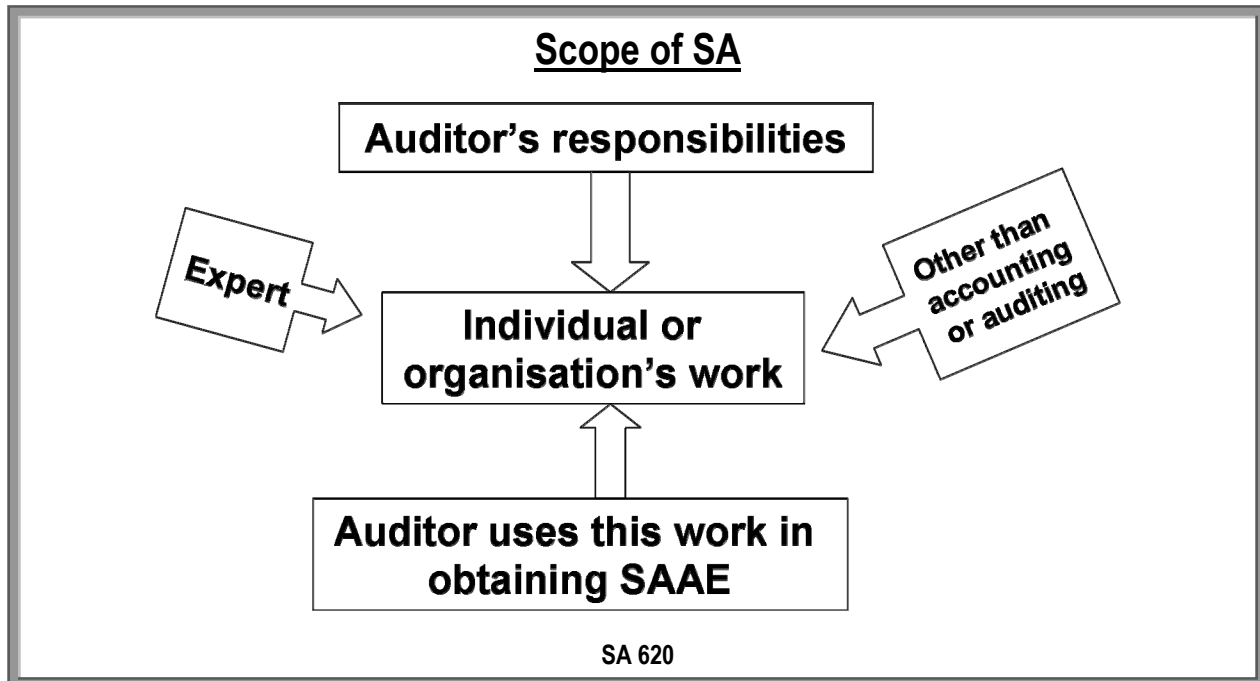 Scope of SA
Auditor’s responsibilities
Expert
Other than
accounting
or auditing
Individual or
organisation’s work
Auditor uses this work in
obtaining SAAE
SA 620